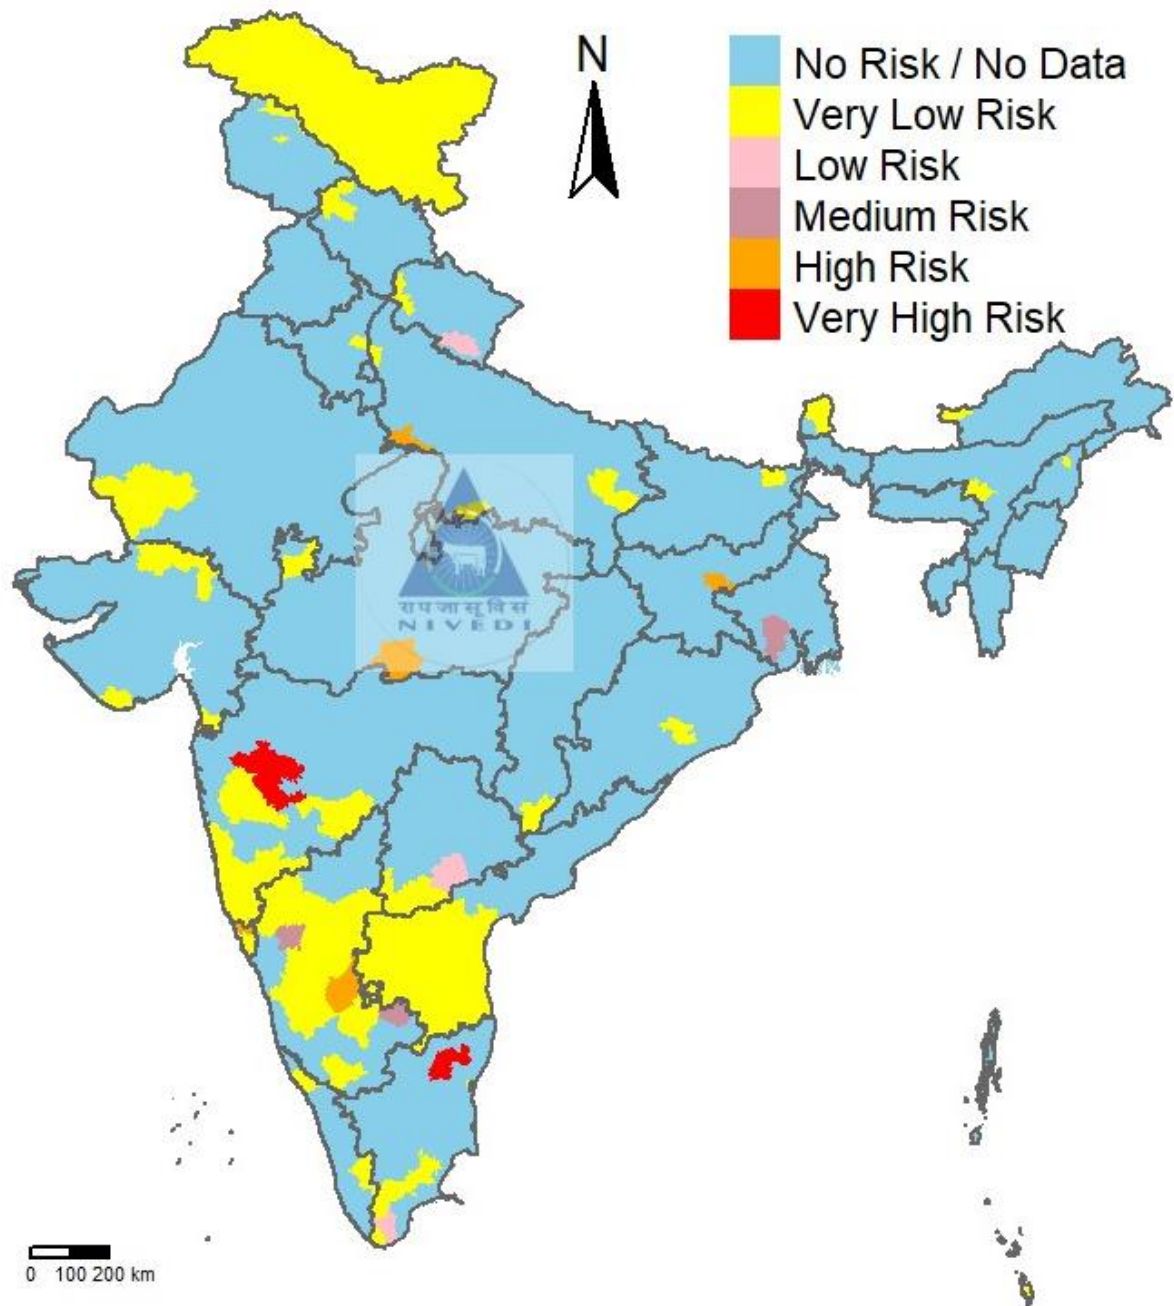 N
No Risk / No Data
Very Low Risk
Low Risk
Medium Risk
High Risk
Very High Risk
रापजासूविसं
NIVEDI
0 100 200 km